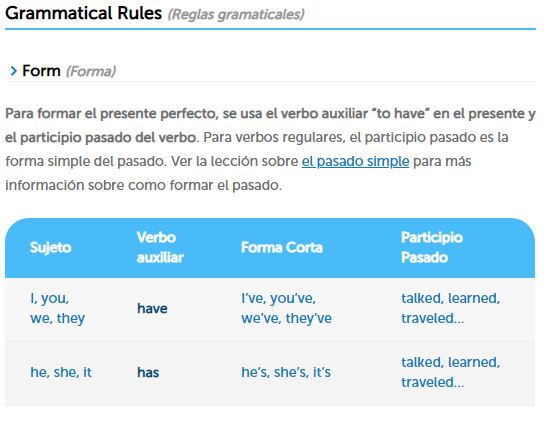 Grammatical Rules (Reglas gramaticales)
Form (Forma)
Para formar el presente perfecto, se usa el verbo auxiliar “to have” en el presente y
el participio pasado del verbo. Para verbos regulares, el participio pasado es la
forma simple del pasado. Ver la lección sobre el pasado simple para más
información sobre como formar el pasado.
Sujeto Verbo auxiliar Forma Corta Participio Pasado
I, you, we, they have I’ve, you’ve, we’ve, they’ve talked, learned, traveled...
he, she, it has he’s, she’s, it’s talked, learned, traveled...